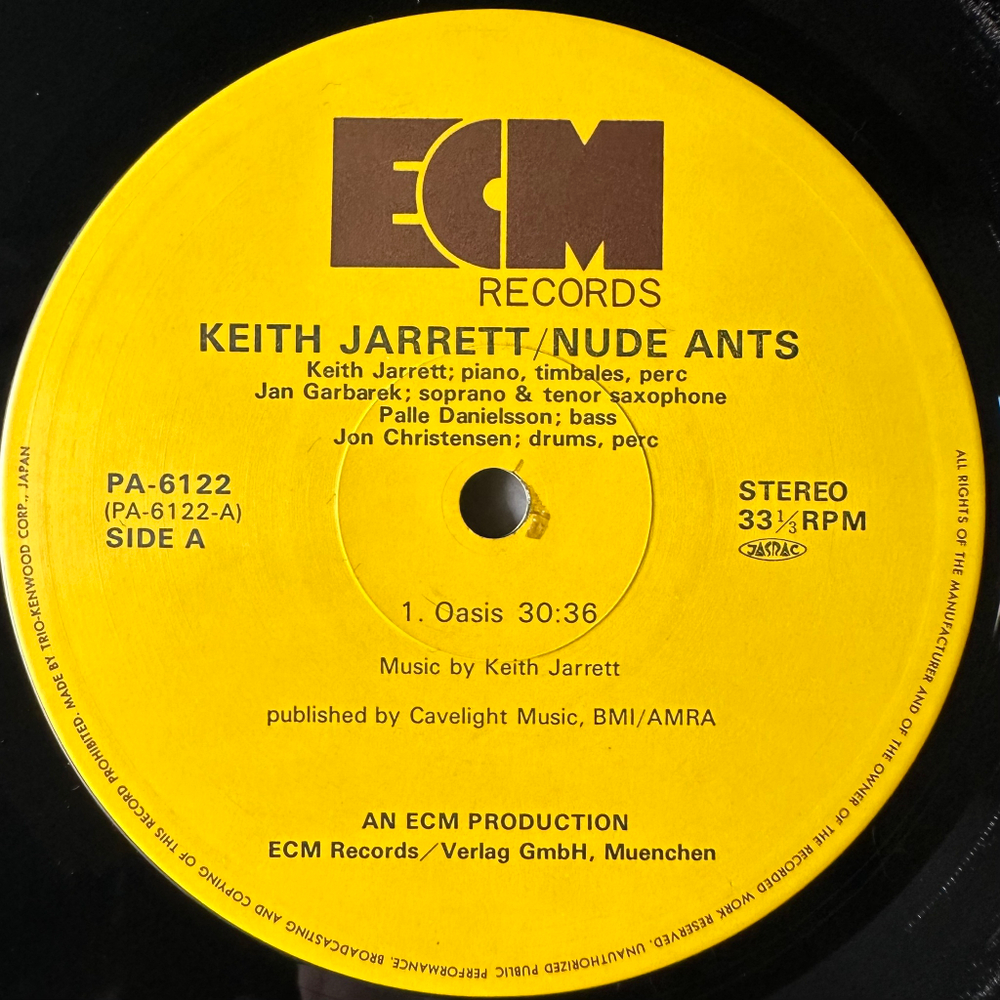 ECM
RECORDS
KEITH JARRETT/NUDE ANTS
Keith Jarrett; piano, timbales, perc
Jan Garbarek; soprano & tenor saxophone
Palle Danielsson; bass
Jon Christensen; drums, perc
PA-6122
(PA-6122-A)
SIDE A
STEREO
33 1/3 RPM
JASRAC
1. Oasis 30:36
Music by Keith Jarrett
published by Cavelight Music, BMI/AMRA
AN ECM PRODUCTION
ECM Records/Verlag GmbH, Muenchen
ALL RIGHTS OF THE MANUFACTURER AND OF THE OWNER OF THE RECORDED WORK RESERVED. UNAUTHORIZED PUBLIC PERFORMANCE. BROADCASTING AND COPYING OF THIS RECORD PROHIBITED. MADE BY TRIO-KENWOOD CORP., JAPAN